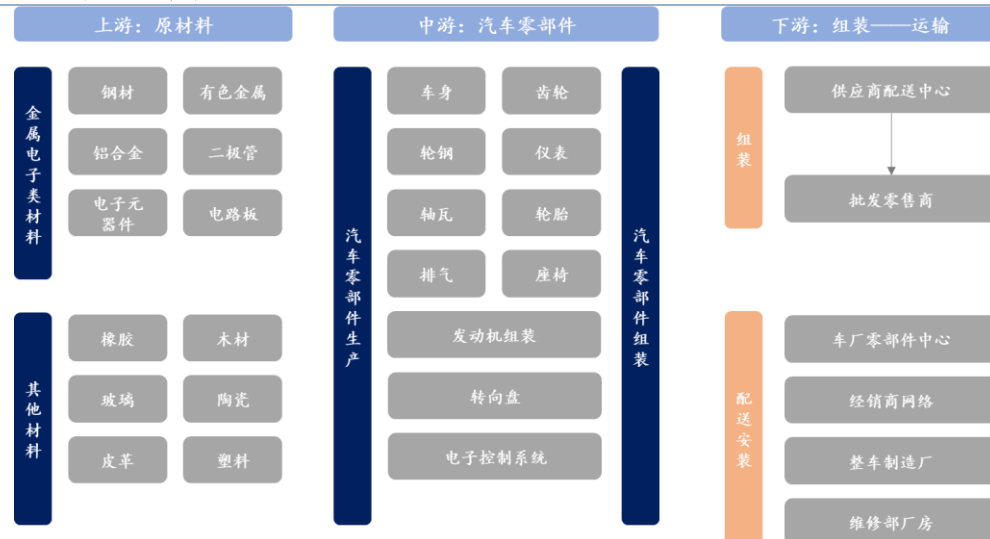 上游：原材料
中游：汽车零部件
下游：组装——运输
金属电子类材料
钢材
有色金属
铝合金
二极管
电子元
器件
电路板
其他材料
橡胶
木材
玻璃
陶瓷
皮革
塑料
汽车零部件生产
车身
齿轮
轮钢
仪表
轴瓦
轮胎
排气
座椅
发动机组装
转向盘
电子控制系统
汽车零部件组装
组装
供应商配送中心
批发零售商
配送安装
车厂零部件中心
经销商网络
整车制造厂
维修部厂房